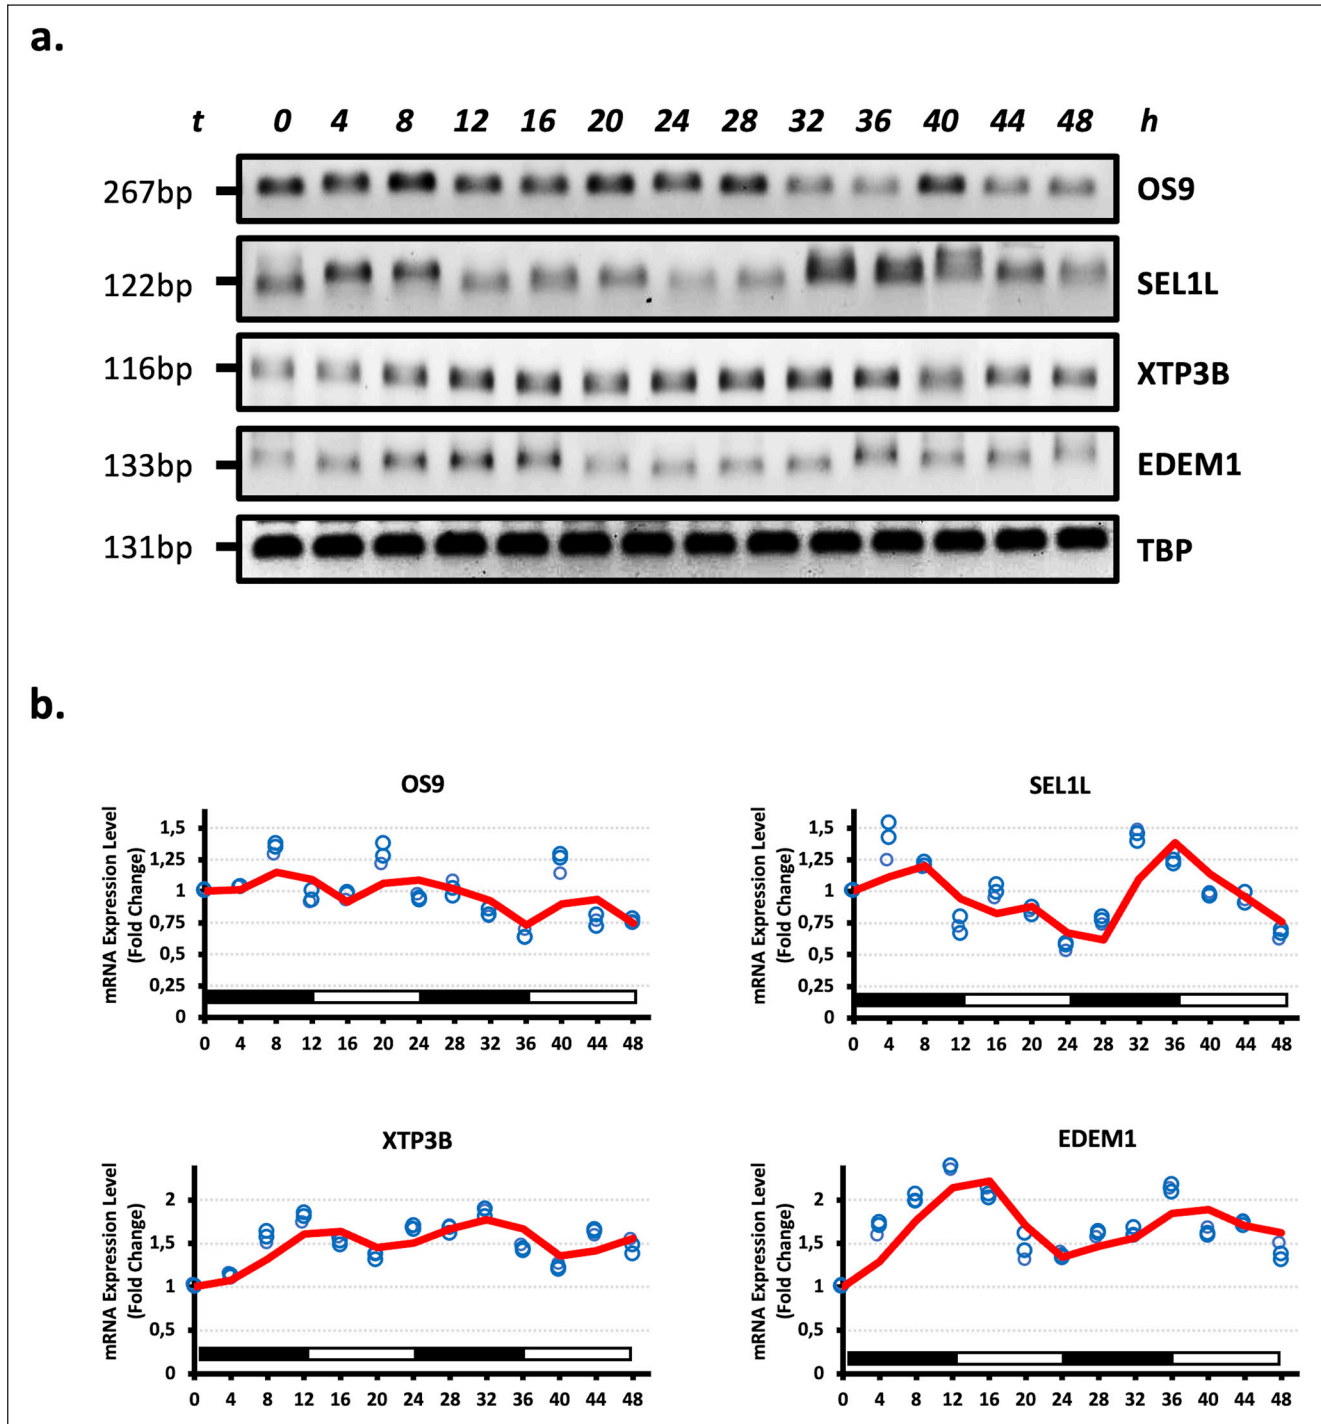 a.
t 0 4 8 12 16 20 24 28 32 36 40 44 48 h
267bp OS9
122bp SEL1L
116bp XTP3B
133bp EDEM1
131bp TBP
b.
OS9
mRNA Expression Level
(Fold Change)
1,5
1,25
1
0,75
0,5
0,25
0
0 4 8 12 16 20 24 28 32 36 40 44 48
SEL1L
mRNA Expression Level
(Fold Change)
1,5
1,25
1
0,75
0,5
0,25
0
0 4 8 12 16 20 24 28 32 36 40 44 48
XTP3B
mRNA Expression Level
(Fold Change)
2
1,5
1
0,5
0
0 4 8 12 16 20 24 28 32 36 40 44 48
EDEM1
mRNA Expression Level
(Fold Change)
2
1,5
1
0,5
0
0 4 8 12 16 20 24 28 32 36 40 44 48